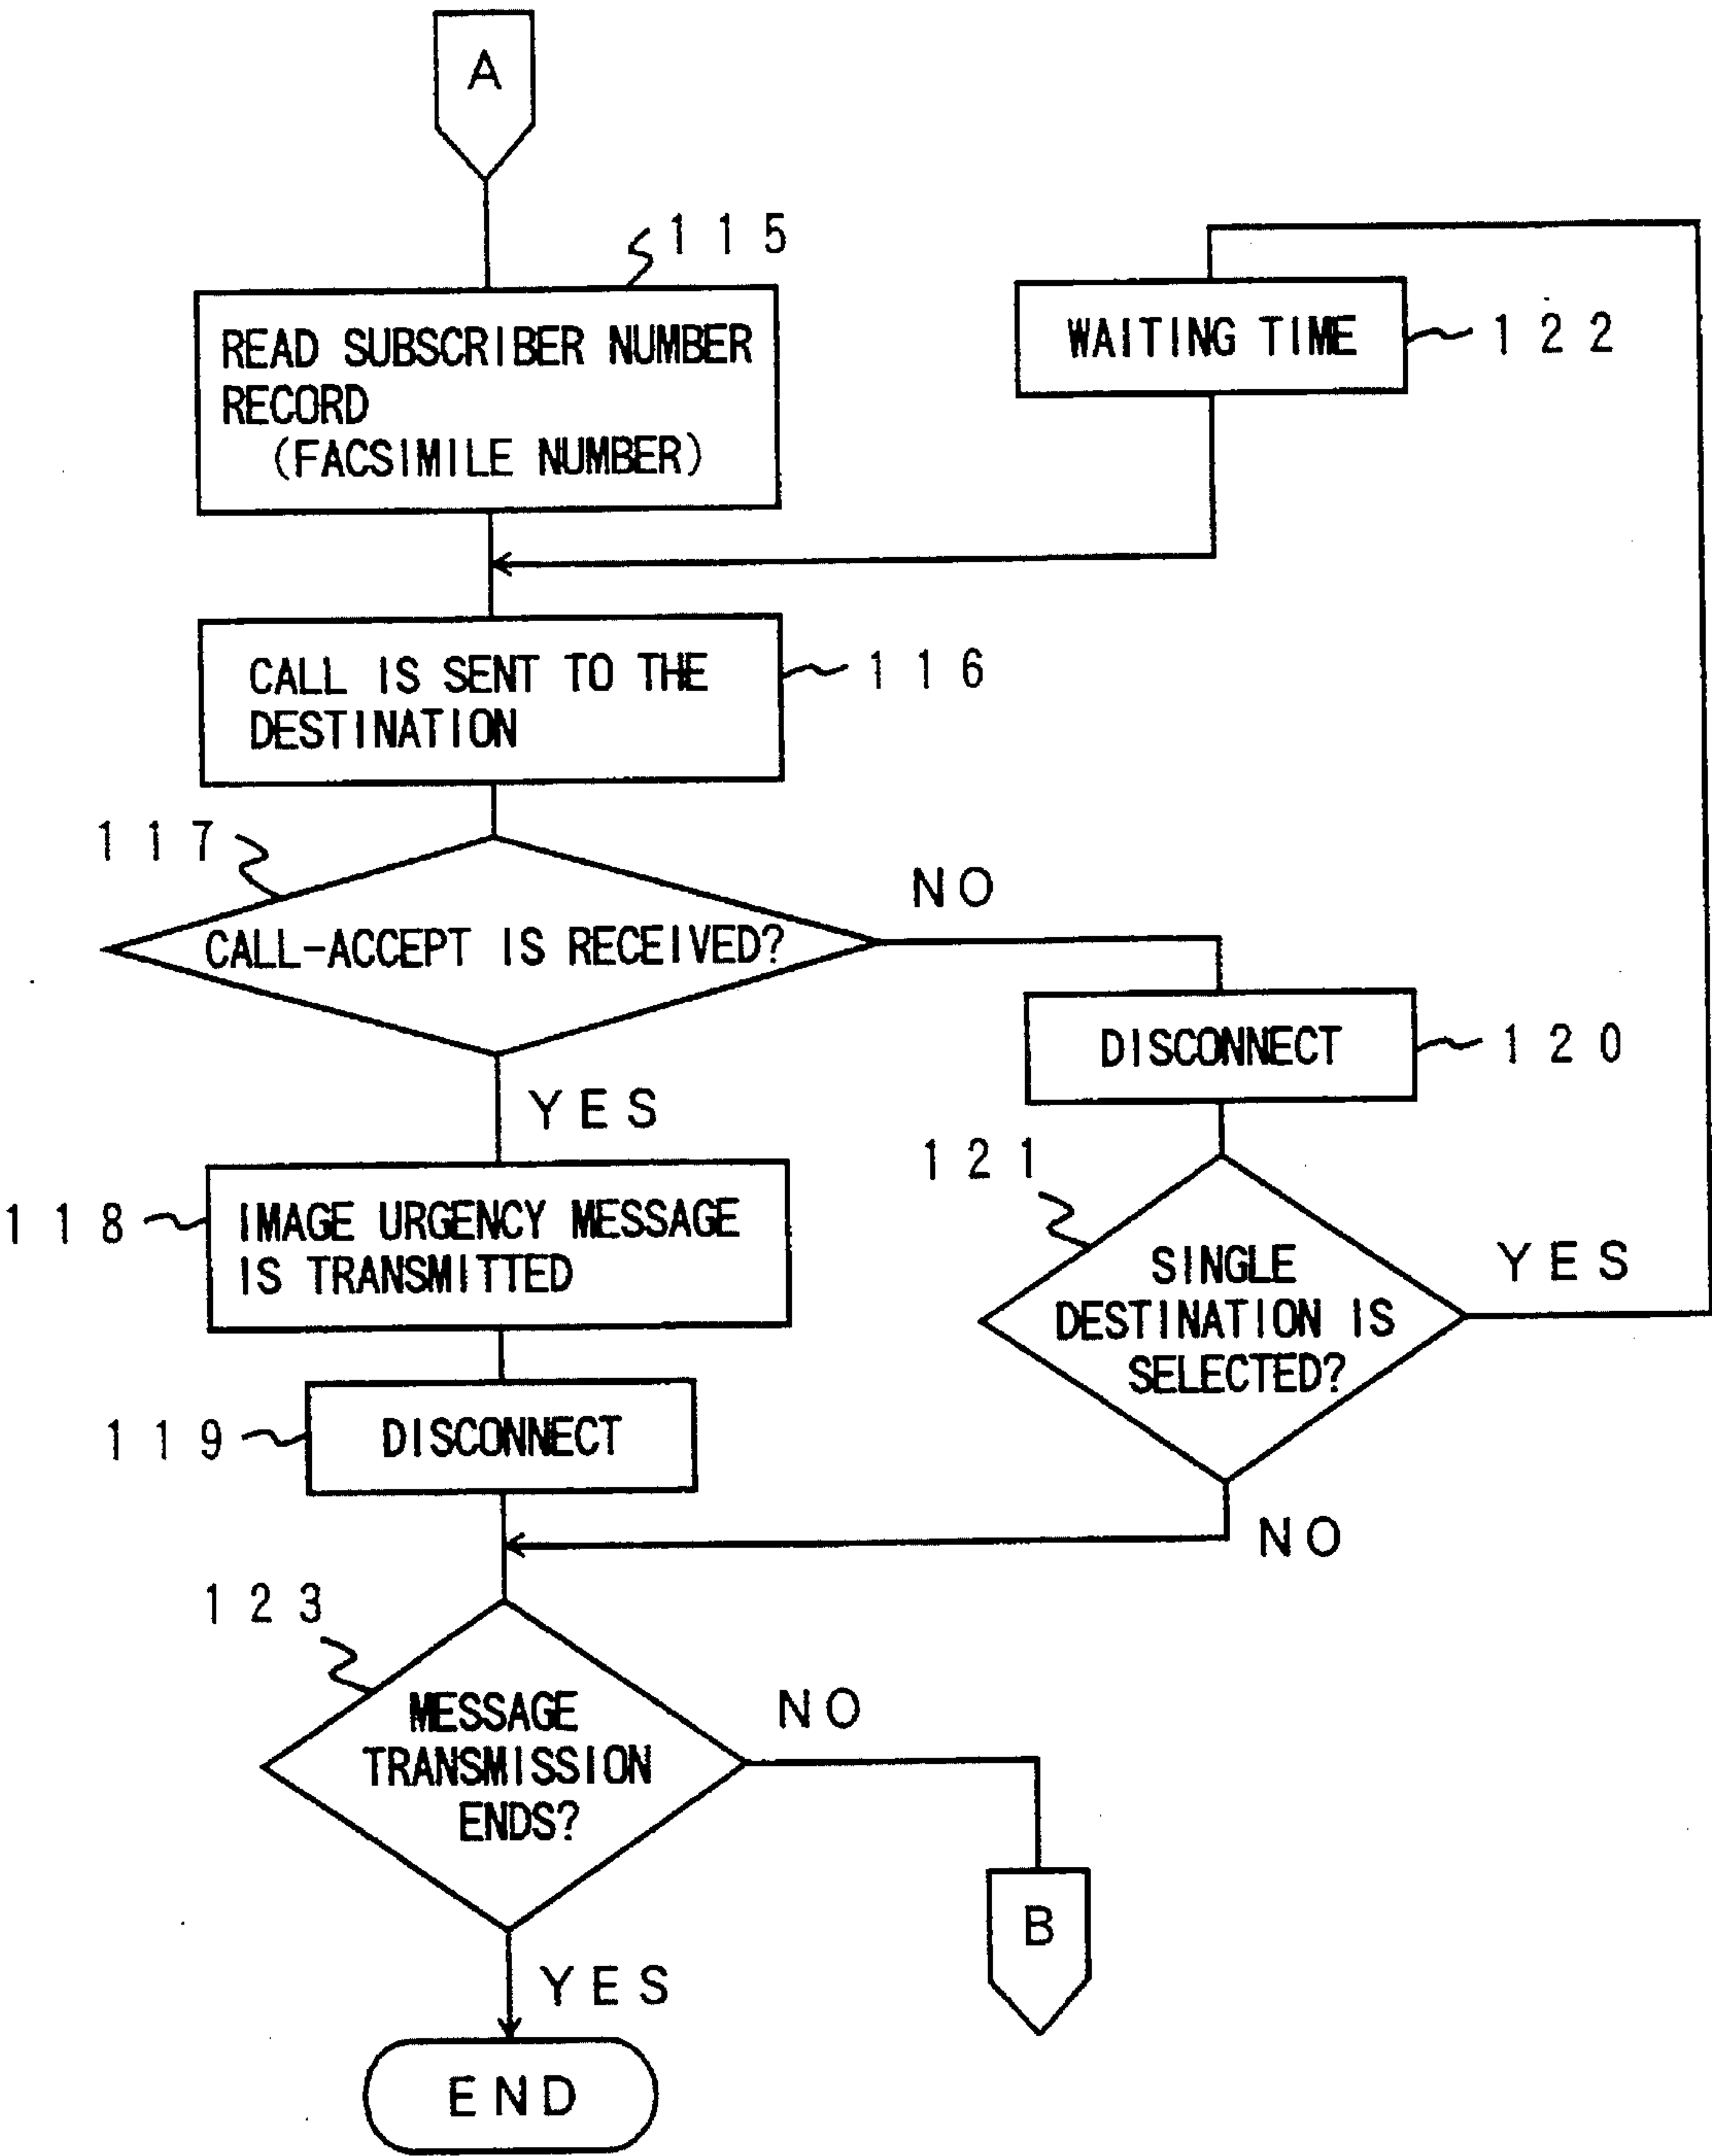 A
115
READ SUBSCRIBER NUMBER
RECORD
(FACSIMILE NUMBER)
WAITING TIME
122
CALL IS SENT TO THE
DESTINATION
116
117
CALL-ACCEPT IS RECEIVED?
NO
YES
DISCONNECT
120
118
IMAGE URGENCY MESSAGE
IS TRANSMITTED
121
SINGLE
DESTINATION IS
SELECTED?
YES
NO
119
DISCONNECT
123
MESSAGE
TRANSMISSION
ENDS?
NO
B
YES
END